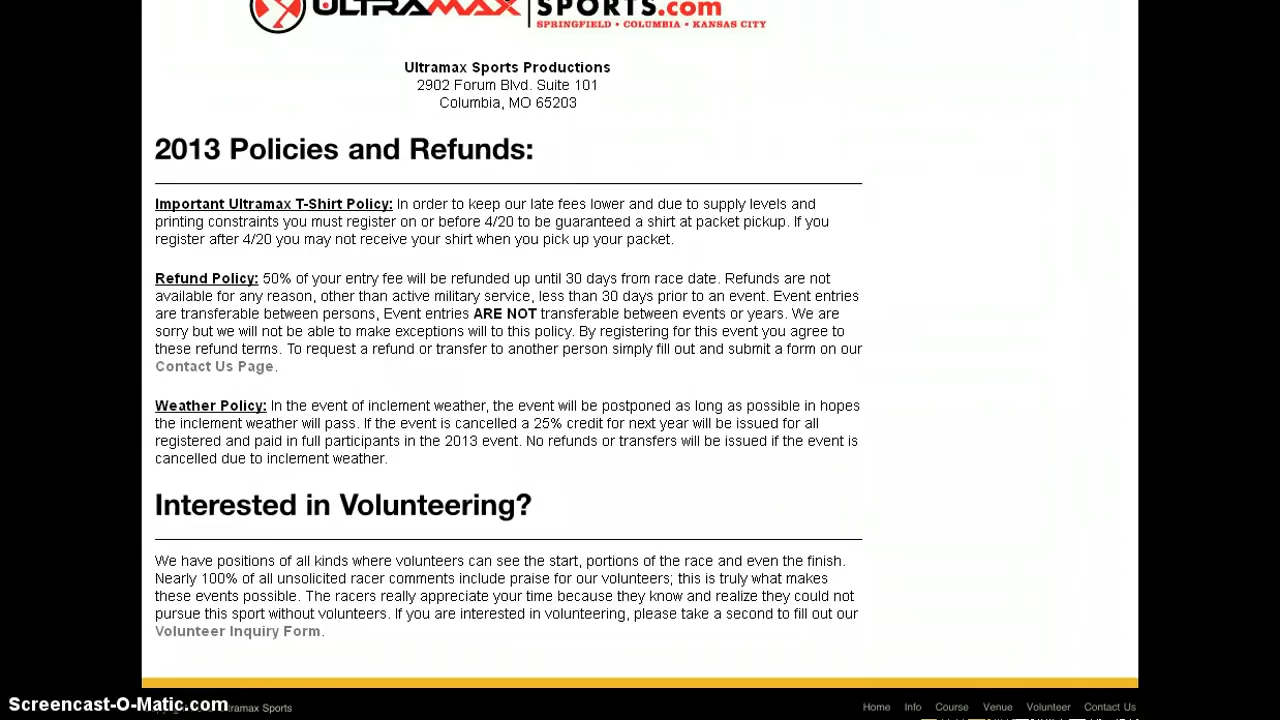 ULTRAMAX SPORTS.com
SPRINGFIELD • COLUMBIA • KANSAS CITY
Ultramax Sports Productions
2902 Forum Blvd. Suite 101
Columbia, MO 65203
2013 Policies and Refunds:
Important Ultramax T-Shirt Policy: In order to keep our late fees lower and due to supply levels and
printing constraints you must register on or before 4/20 to be guaranteed a shirt at packet pickup. If you
register after 4/20 you may not receive your shirt when you pick up your packet.
Refund Policy: 50% of your entry fee will be refunded up until 30 days from race date. Refunds are not
available for any reason, other than active military service, less than 30 days prior to an event. Event entries
are transferable between persons, Event entries ARE NOT transferable between events or years. We are
sorry but we will not be able to make exceptions will to this policy. By registering for this event you agree to
these refund terms. To request a refund or transfer to another person simply fill out and submit a form on our
Contact Us Page.
Weather Policy: In the event of inclement weather, the event will be postponed as long as possible in hopes
the inclement weather will pass. If the event is cancelled a 25% credit for next year will be issued for all
registered and paid in full participants in the 2013 event. No refunds or transfers will be issued if the event is
cancelled due to inclement weather.
Interested in Volunteering?
We have positions of all kinds where volunteers can see the start, portions of the race and even the finish.
Nearly 100% of all unsolicited racer comments include praise for our volunteers; this is truly what makes
these events possible. The racers really appreciate your time because they know and realize they could not
pursue this sport without volunteers. If you are interested in volunteering, please take a second to fill out our
Volunteer Inquiry Form.
Screencast-O-Matic.com
tramax Sports Home Info Course Venue Volunteer Contact Us